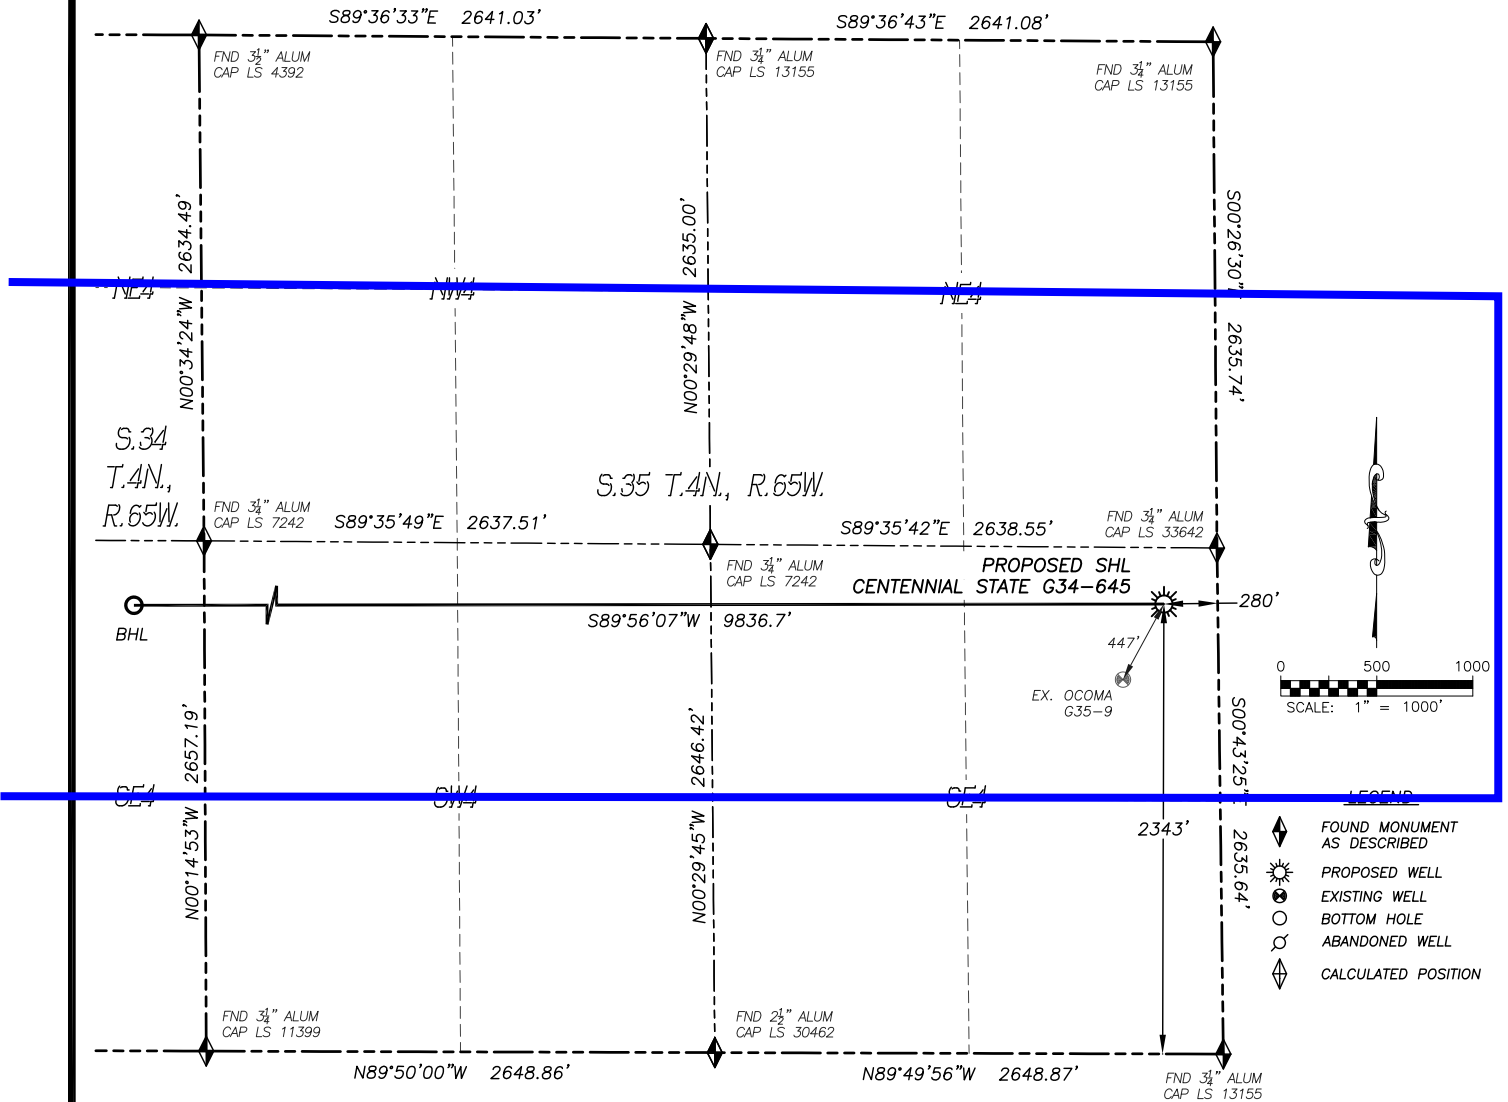 S89°36'33"E 2641.03'
S89°36'43"E 2641.08'
FND 3½" ALUM
CAP LS 4392
FND 3¼" ALUM
CAP LS 13155
FND 3¼" ALUM
CAP LS 13155
N00°34'24"W 2634.49'
N00°29'48"W 2635.00'
S00°26'30" 2635.74'
NE4
NW4
NE4
S.34
T.4N.,
R.65W.
S.35 T.4N., R.65W.
FND 3¼" ALUM
CAP LS 7242
S89°35'49"E 2637.51'
S89°35'42"E 2638.55'
FND 3¼" ALUM
CAP LS 33642
FND 3¼" ALUM
CAP LS 7242
PROPOSED SHL
CENTENNIAL STATE G34-645
BHL
S89°56'07"W 9836.7'
280'
447'
EX. OCOMA
G35-9
0 500 1000
SCALE: 1" = 1000'
N00°14'53"W 2657.19'
N00°29'45"W 2646.42'
S00°43'25" 2635.64'
SE4
SW4
SE4
2343'
LEGEND
FOUND MONUMENT
AS DESCRIBED
PROPOSED WELL
EXISTING WELL
BOTTOM HOLE
ABANDONED WELL
CALCULATED POSITION
FND 3¼" ALUM
CAP LS 11399
FND 2½" ALUM
CAP LS 30462
N89°50'00"W 2648.86'
N89°49'56"W 2648.87'
FND 3¼" ALUM
CAP LS 13155